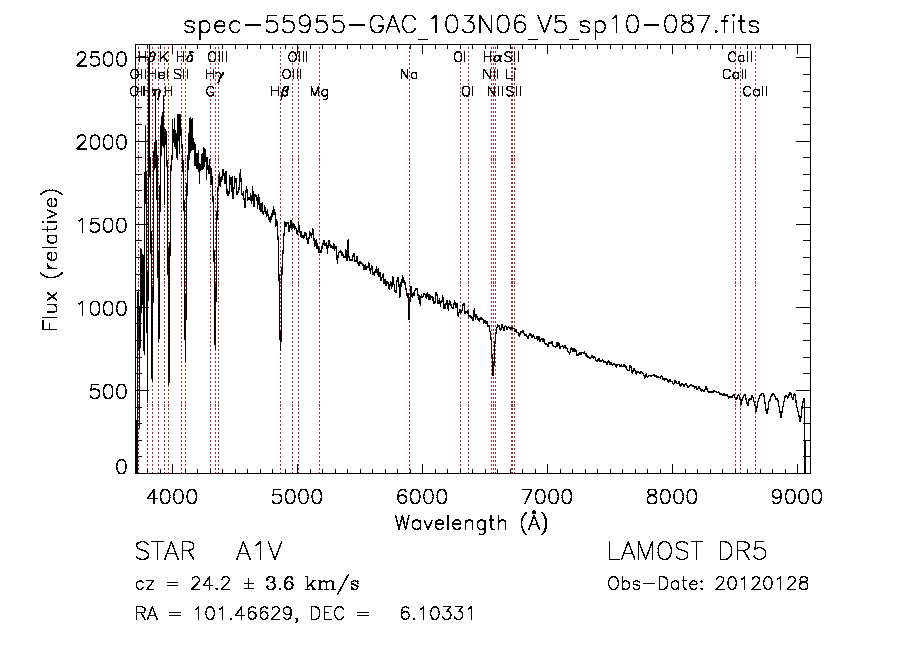 spec-55955-GAC_103N06_V5_sp10-087.fits
Hθ K Hδ OIII OIII OI Hα SII CaII
OII HeI SII Hγ OIII Na NII Li CaII
OII Hη H G Hβ Mg OI NII SII CaII
2500
2000
1500
1000
500
0
Flux (relative)
4000 5000 6000 7000 8000 9000
Wavelength (Å)
STAR A1V LAMOST DR5
cz = 24.2 ± 3.6 km/s Obs-Date: 20120128
RA = 101.46629, DEC = 6.10331